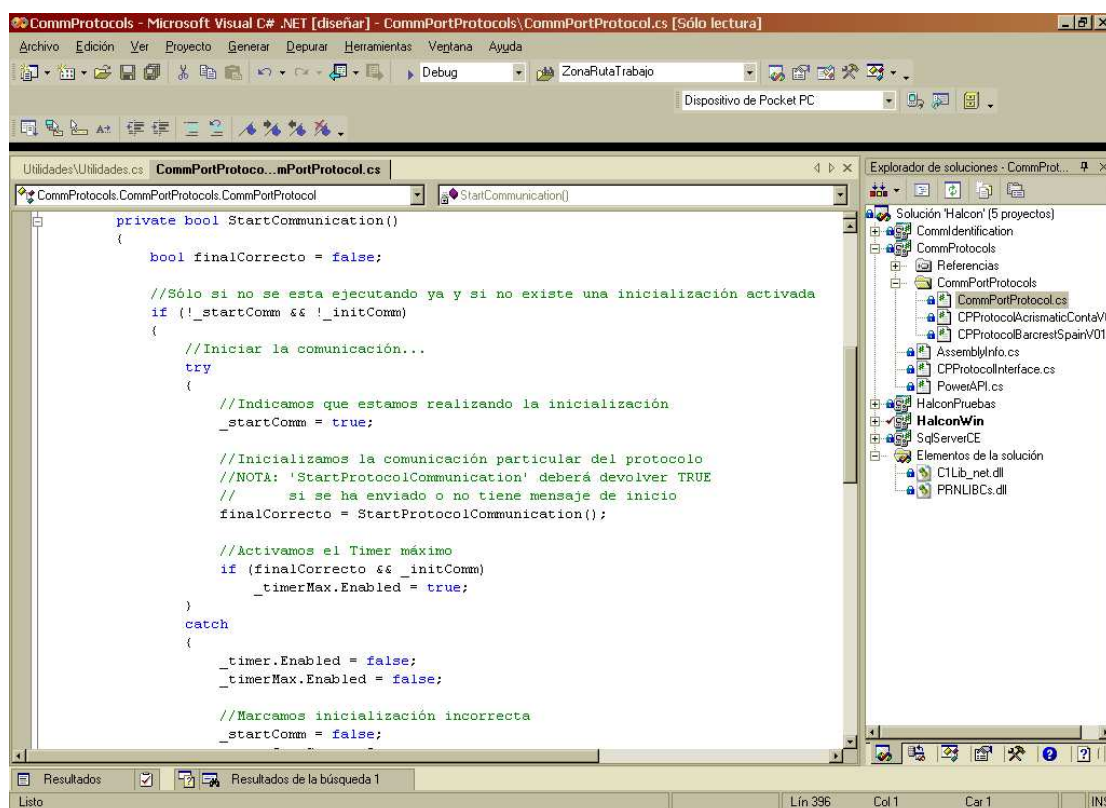 CommProtocols - Microsoft Visual C# .NET [diseñar] - CommPortProtocols\CommPortProtocol.cs [Sólo lectura]
Archivo Edición Ver Proyecto Generar Depurar Herramientas Ventana Ayuda
Debug ZonaRutaTrabajo
Dispositivo de Pocket PC
Utilidades\Utilidades.cs CommPortProtoco...mPortProtocol.cs
CommProtocols.CommPortProtocols.CommPortProtocol StartCommunication()
private bool StartCommunication()
{
bool finalCorrecto = false;
//Sólo si no se esta ejecutando ya y si no existe una inicialización activada
if (!_startComm && !_initComm)
{
//Iniciar la comunicación...
try
{
//Indicamos que estamos realizando la inicialización
_startComm = true;
//Inicializamos la comunicación particular del protocolo
//NOTA: 'StartProtocolCommunication' deberá devolver TRUE
// si se ha enviado o no tiene mensaje de inicio
finalCorrecto = StartProtocolCommunication();
//Activamos el Timer máximo
if (finalCorrecto && _initComm)
_timerMax.Enabled = true;
}
catch
{
_timer.Enabled = false;
_timerMax.Enabled = false;
//Marcamos inicialización incorrecta
_startComm = false;
Explorador de soluciones - CommProt...
Solución 'Halcon' (5 proyectos)
CommIdentification
CommProtocols
Referencias
CommPortProtocols
CommPortProtocol.cs
CPProtocolAcrismaticContaV
CPProtocolBarcrestSpainV01
AssemblyInfo.cs
CPProtocolInterface.cs
PowerAPI.cs
HalconPruebas
HalconWin
SqlServerCE
Elementos de la solución
C1Lib_net.dll
PRNLIBCs.dll
Resultados Resultados de la búsqueda 1
Listo Lín 396 Col 1 Car 1 INS